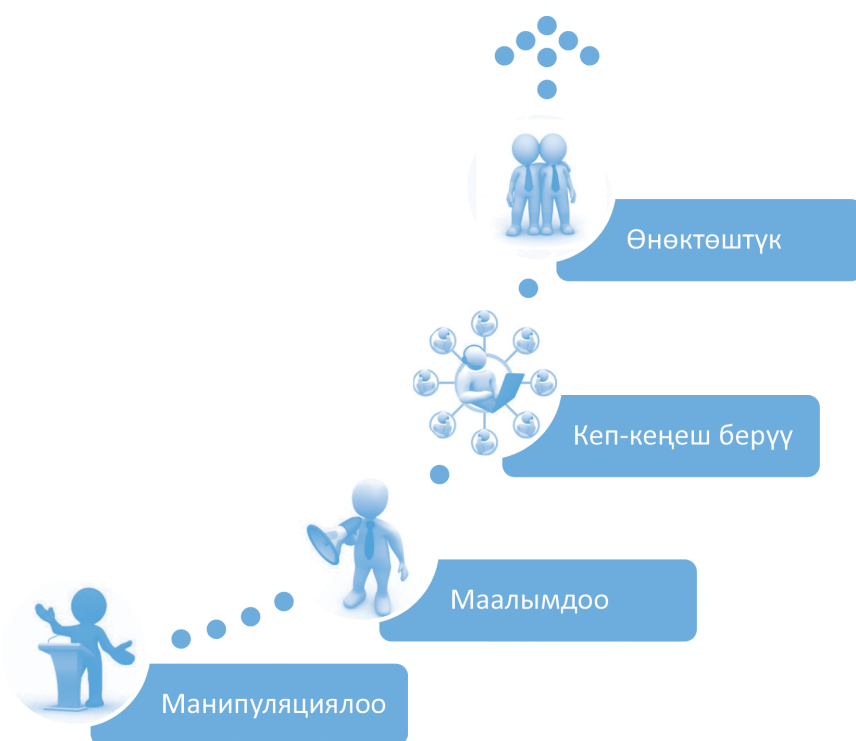 Өнөктөштүк
Кеп-кеңеш берүү
Маалымдоо
Манипуляциялоо